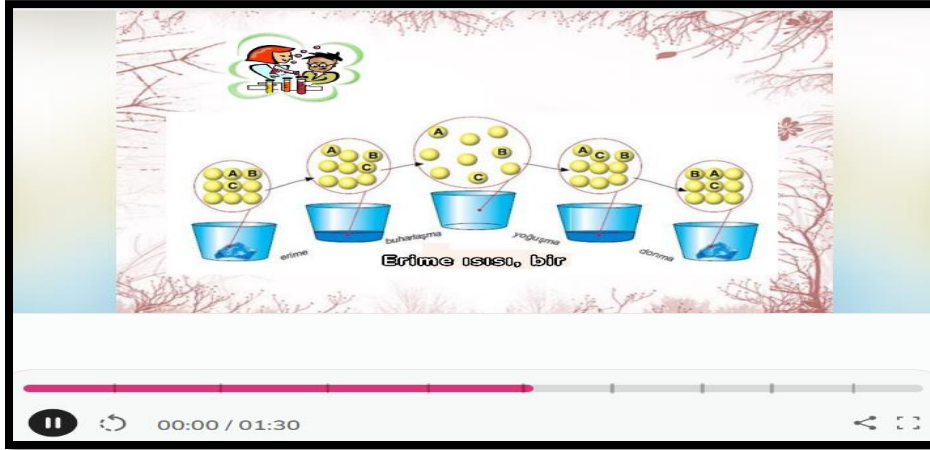 A
B
C
A
B
C
A
B
C
A
C
B
B
A
C
erime
buharlaşma
yoğuşma
donma
Erime ısısı, bir
00:00 / 01:30